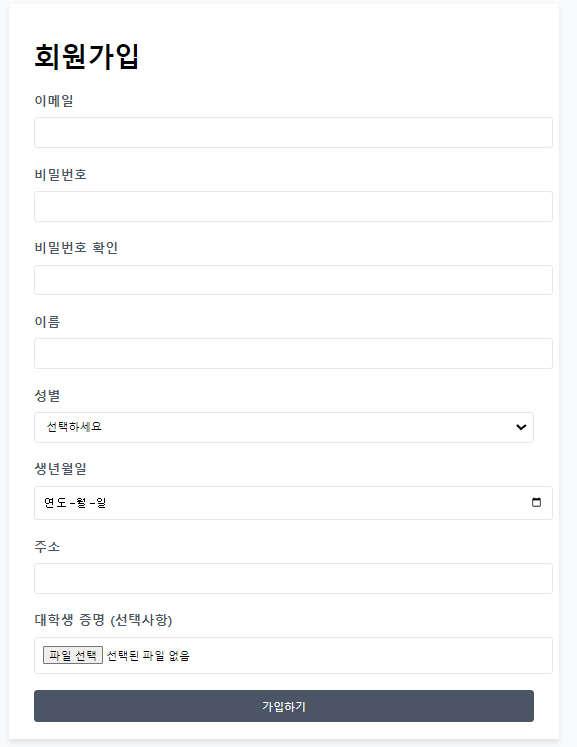 회원가입
이메일
비밀번호
비밀번호 확인
이름
성별
선택하세요
생년월일
연도-월-일
주소
대학생 증명 (선택사항)
파일 선택 선택된 파일 없음
가입하기